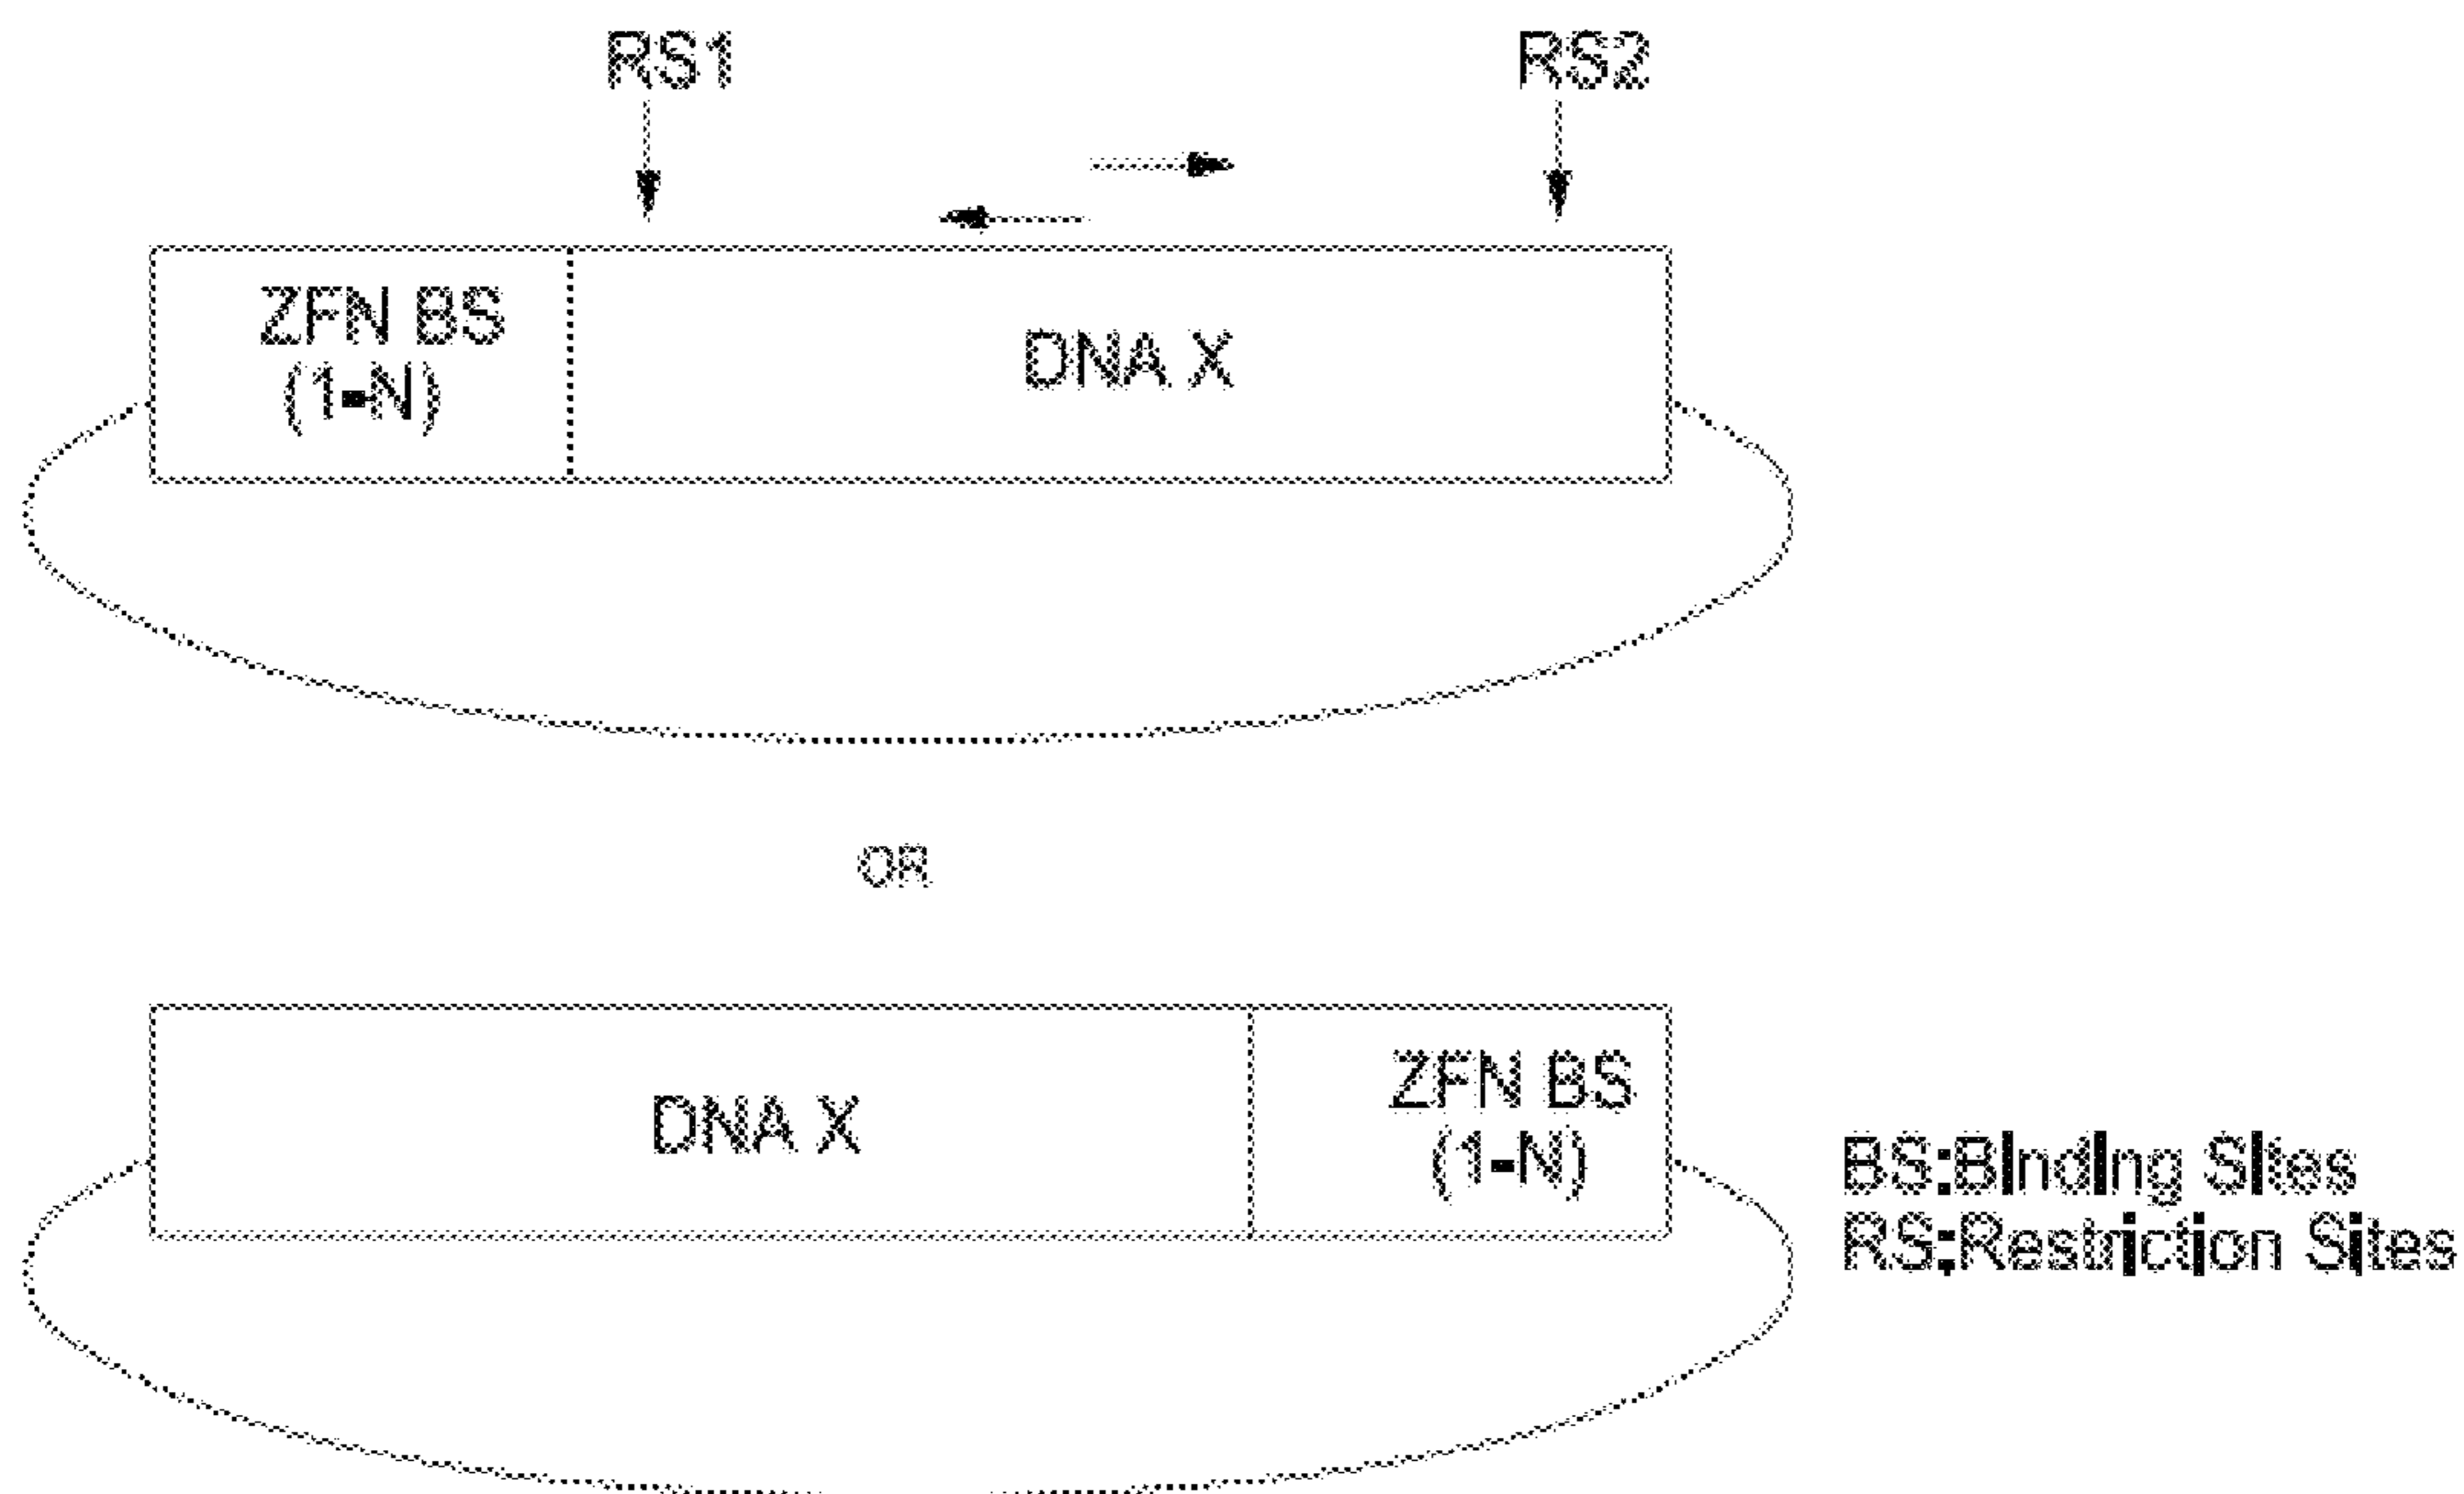 RS1
RS2
ZFN BS
(1-N)
DNA X
OR
DNA X
ZFN BS
(1-N)
BS:Binding Sites
RS:Restriction Sites